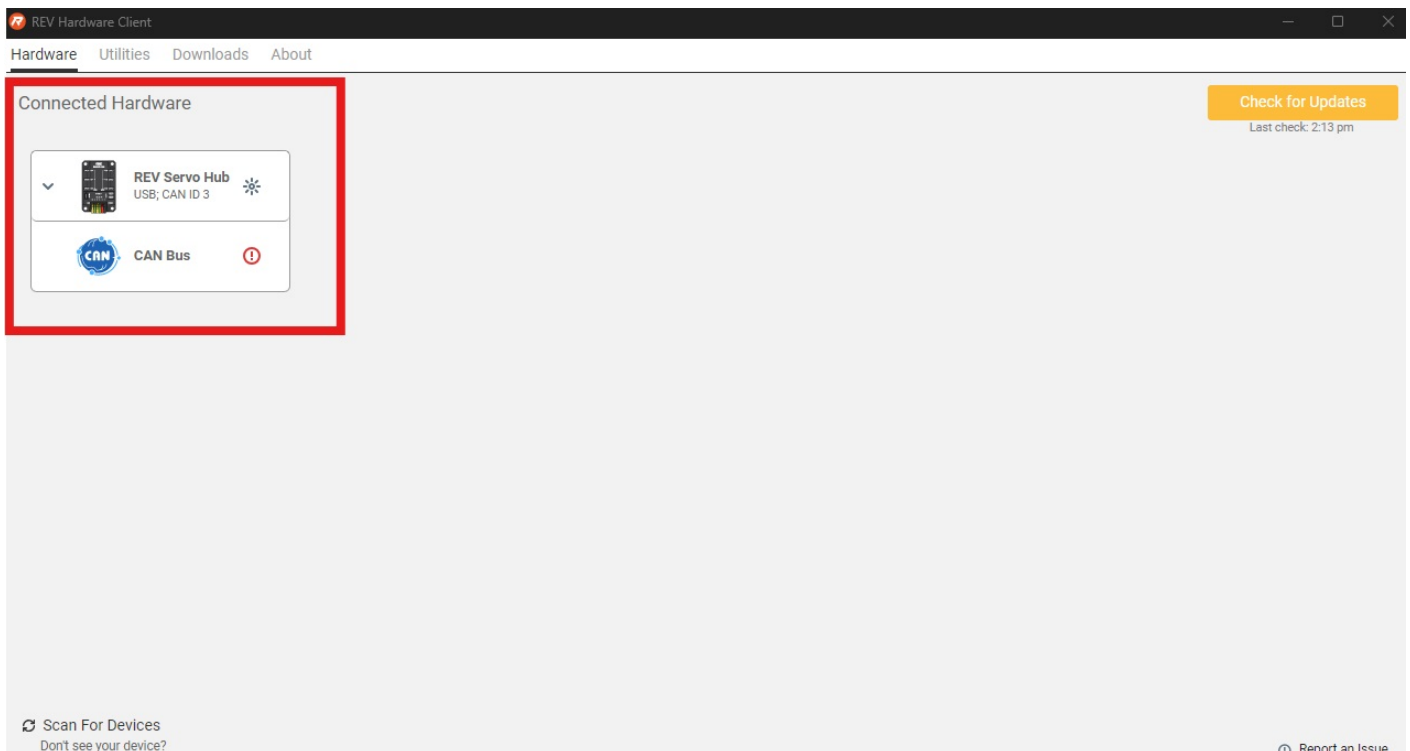 REV Hardware Client
Hardware Utilities Downloads About
Connected Hardware
Check for Updates
Last check: 2:13 pm
REV Servo Hub
USB; CAN ID 3
CAN
CAN Bus
Scan For Devices
Don't see your device?
Report an Issue